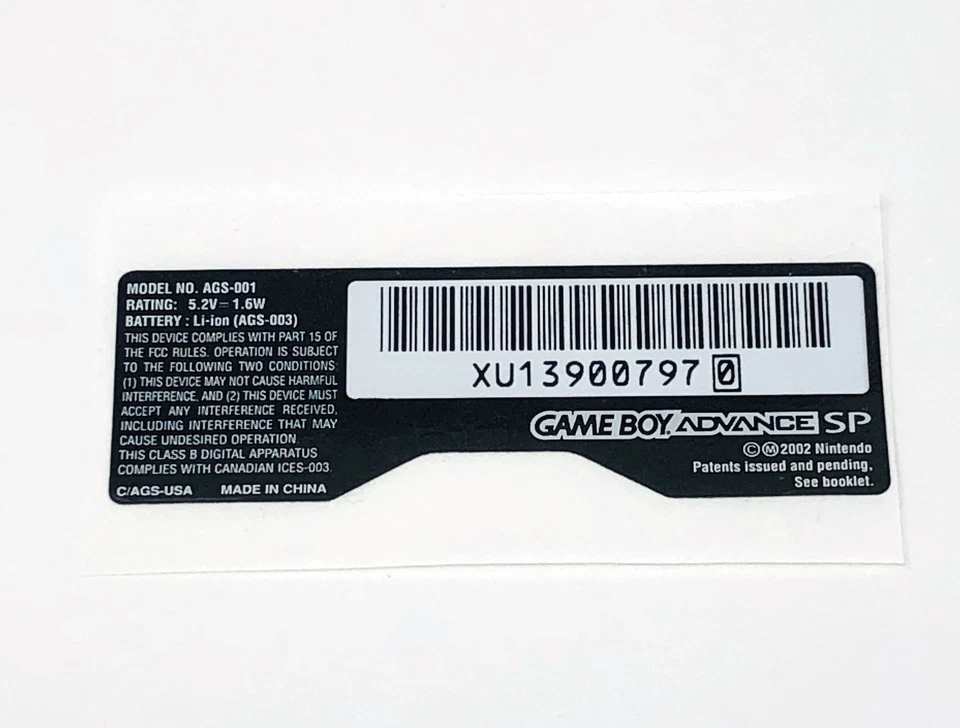 MODEL NO. AGS-001
RATING: 5.2V⎓1.6W
BATTERY : Li-ion (AGS-003)
THIS DEVICE COMPLIES WITH PART 15 OF
THE FCC RULES. OPERATION IS SUBJECT
TO THE FOLLOWING TWO CONDITIONS:
(1) THIS DEVICE MAY NOT CAUSE HARMFUL
INTERFERENCE, AND (2) THIS DEVICE MUST
ACCEPT ANY INTERFERENCE RECEIVED,
INCLUDING INTERFERENCE THAT MAY
CAUSE UNDESIRED OPERATION.
THIS CLASS B DIGITAL APPARATUS
COMPLIES WITH CANADIAN ICES-003.
C/AGS-USA MADE IN CHINA
XU139007970
GAME BOY ADVANCE SP
©Ⓜ2002 Nintendo
Patents issued and pending,
See booklet.